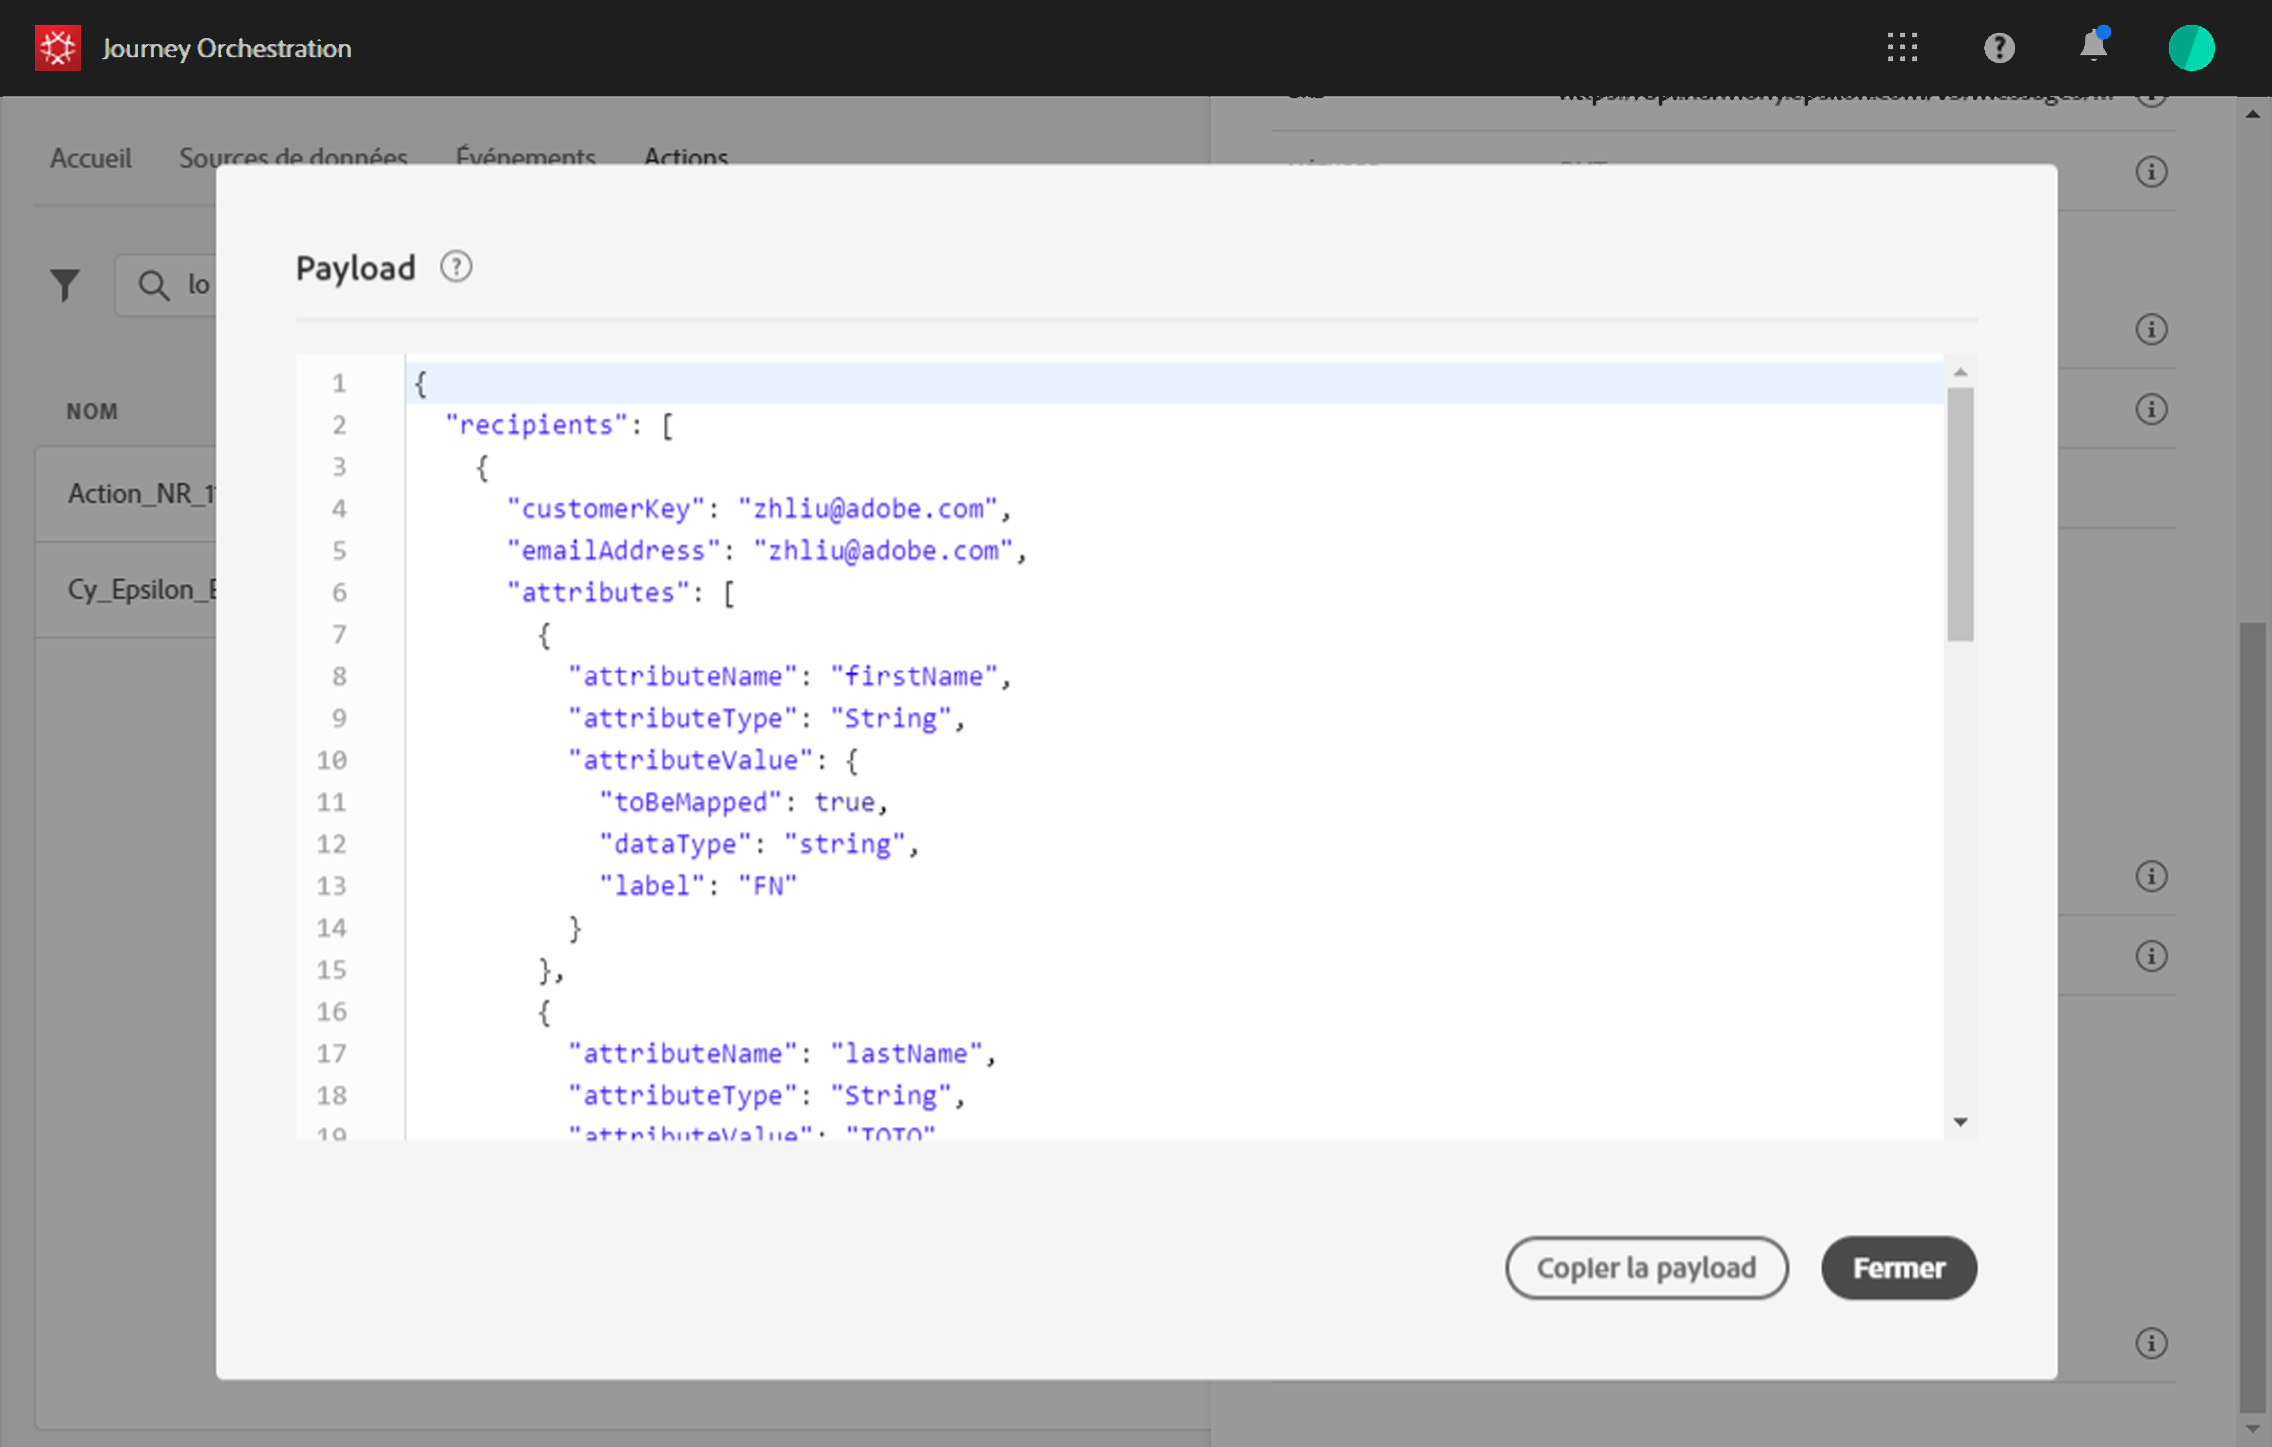 Journey Orchestration
Accueil Sources de données Événements Actions
lo
NOM
Action_NR_1
Cy_Epsilon_E
Payload
1 {
2 "recipients": [
3 {
4 "customerKey": "zhliu@adobe.com",
5 "emailAddress": "zhliu@adobe.com",
6 "attributes": [
7 {
8 "attributeName": "firstName",
9 "attributeType": "String",
10 "attributeValue": {
11 "toBeMapped": true,
12 "dataType": "string",
13 "label": "FN"
14 }
15 },
16 {
17 "attributeName": "lastName",
18 "attributeType": "String",
19 "attributeValue": "TOTO"
Copier la payload
Fermer